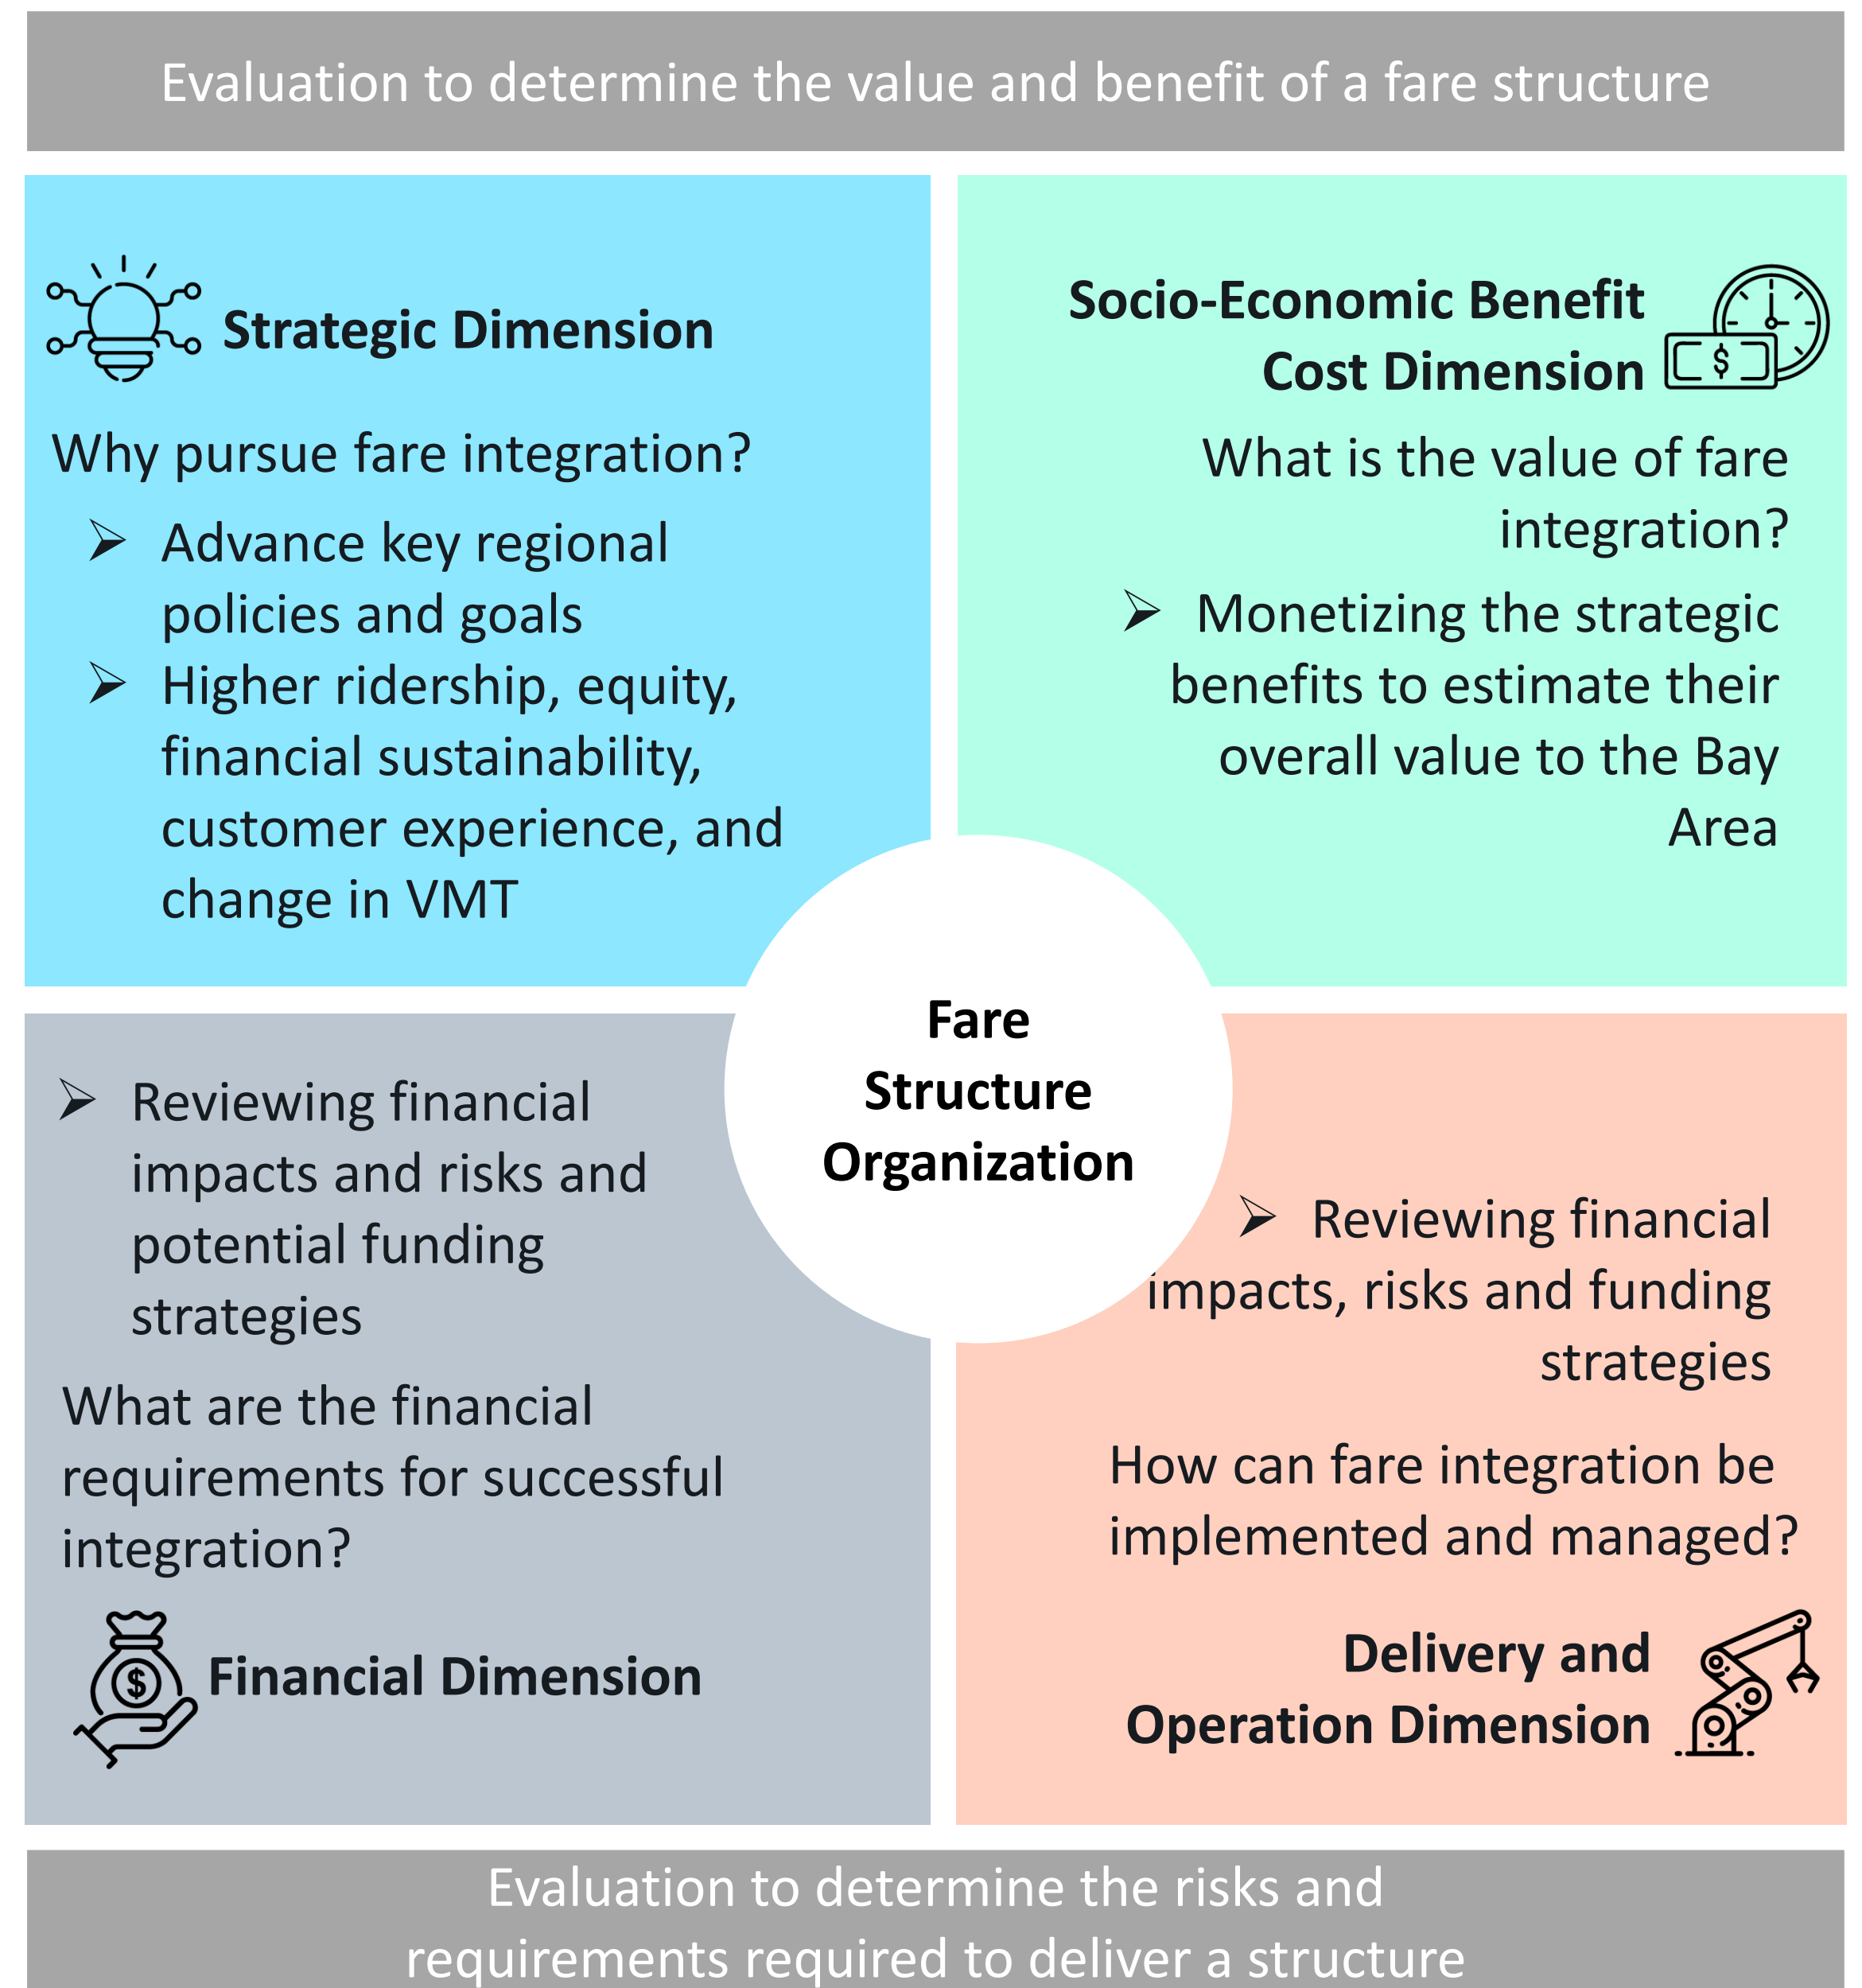 Evaluation to determine the value and benefit of a fare structure
Strategic Dimension
Why pursue fare integration?
➢ Advance key regional
policies and goals
➢ Higher ridership, equity,
financial sustainability,
customer experience, and
change in VMT
Socio-Economic Benefit
Cost Dimension
What is the value of fare
integration?
➢ Monetizing the strategic
benefits to estimate their
overall value to the Bay
Area
Fare
Structure
Organization
➢ Reviewing financial
impacts and risks and
potential funding
strategies
What are the financial
requirements for successful
integration?
$
Financial Dimension
➢ Reviewing financial
impacts, risks and funding
strategies
How can fare integration be
implemented and managed?
Delivery and
Operation Dimension
Evaluation to determine the risks and
requirements required to deliver a structure